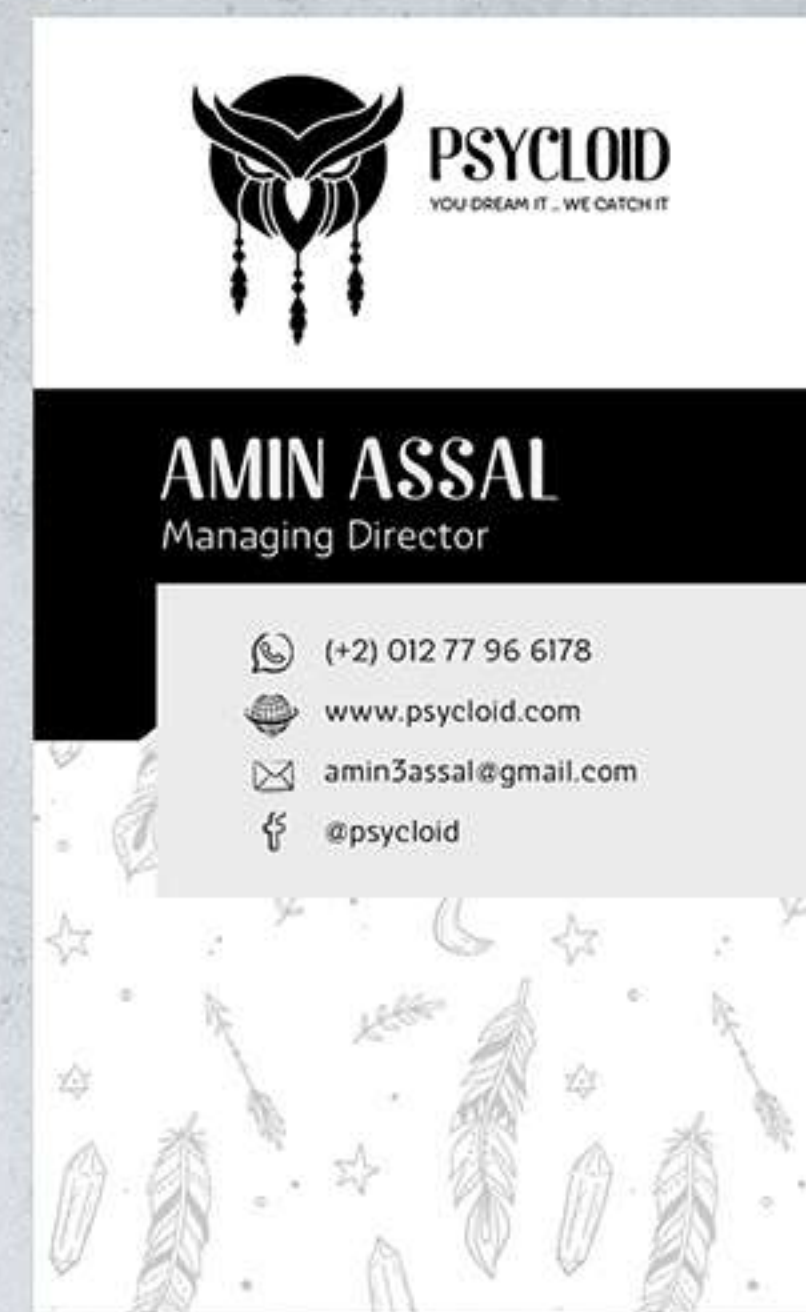 PSYCLOID
YOU DREAM IT .. WE CATCH IT
AMIN ASSAL
Managing Director
(+2) 012 77 96 6178
www.psycloid.com
amin3assal@gmail.com
@psycloid